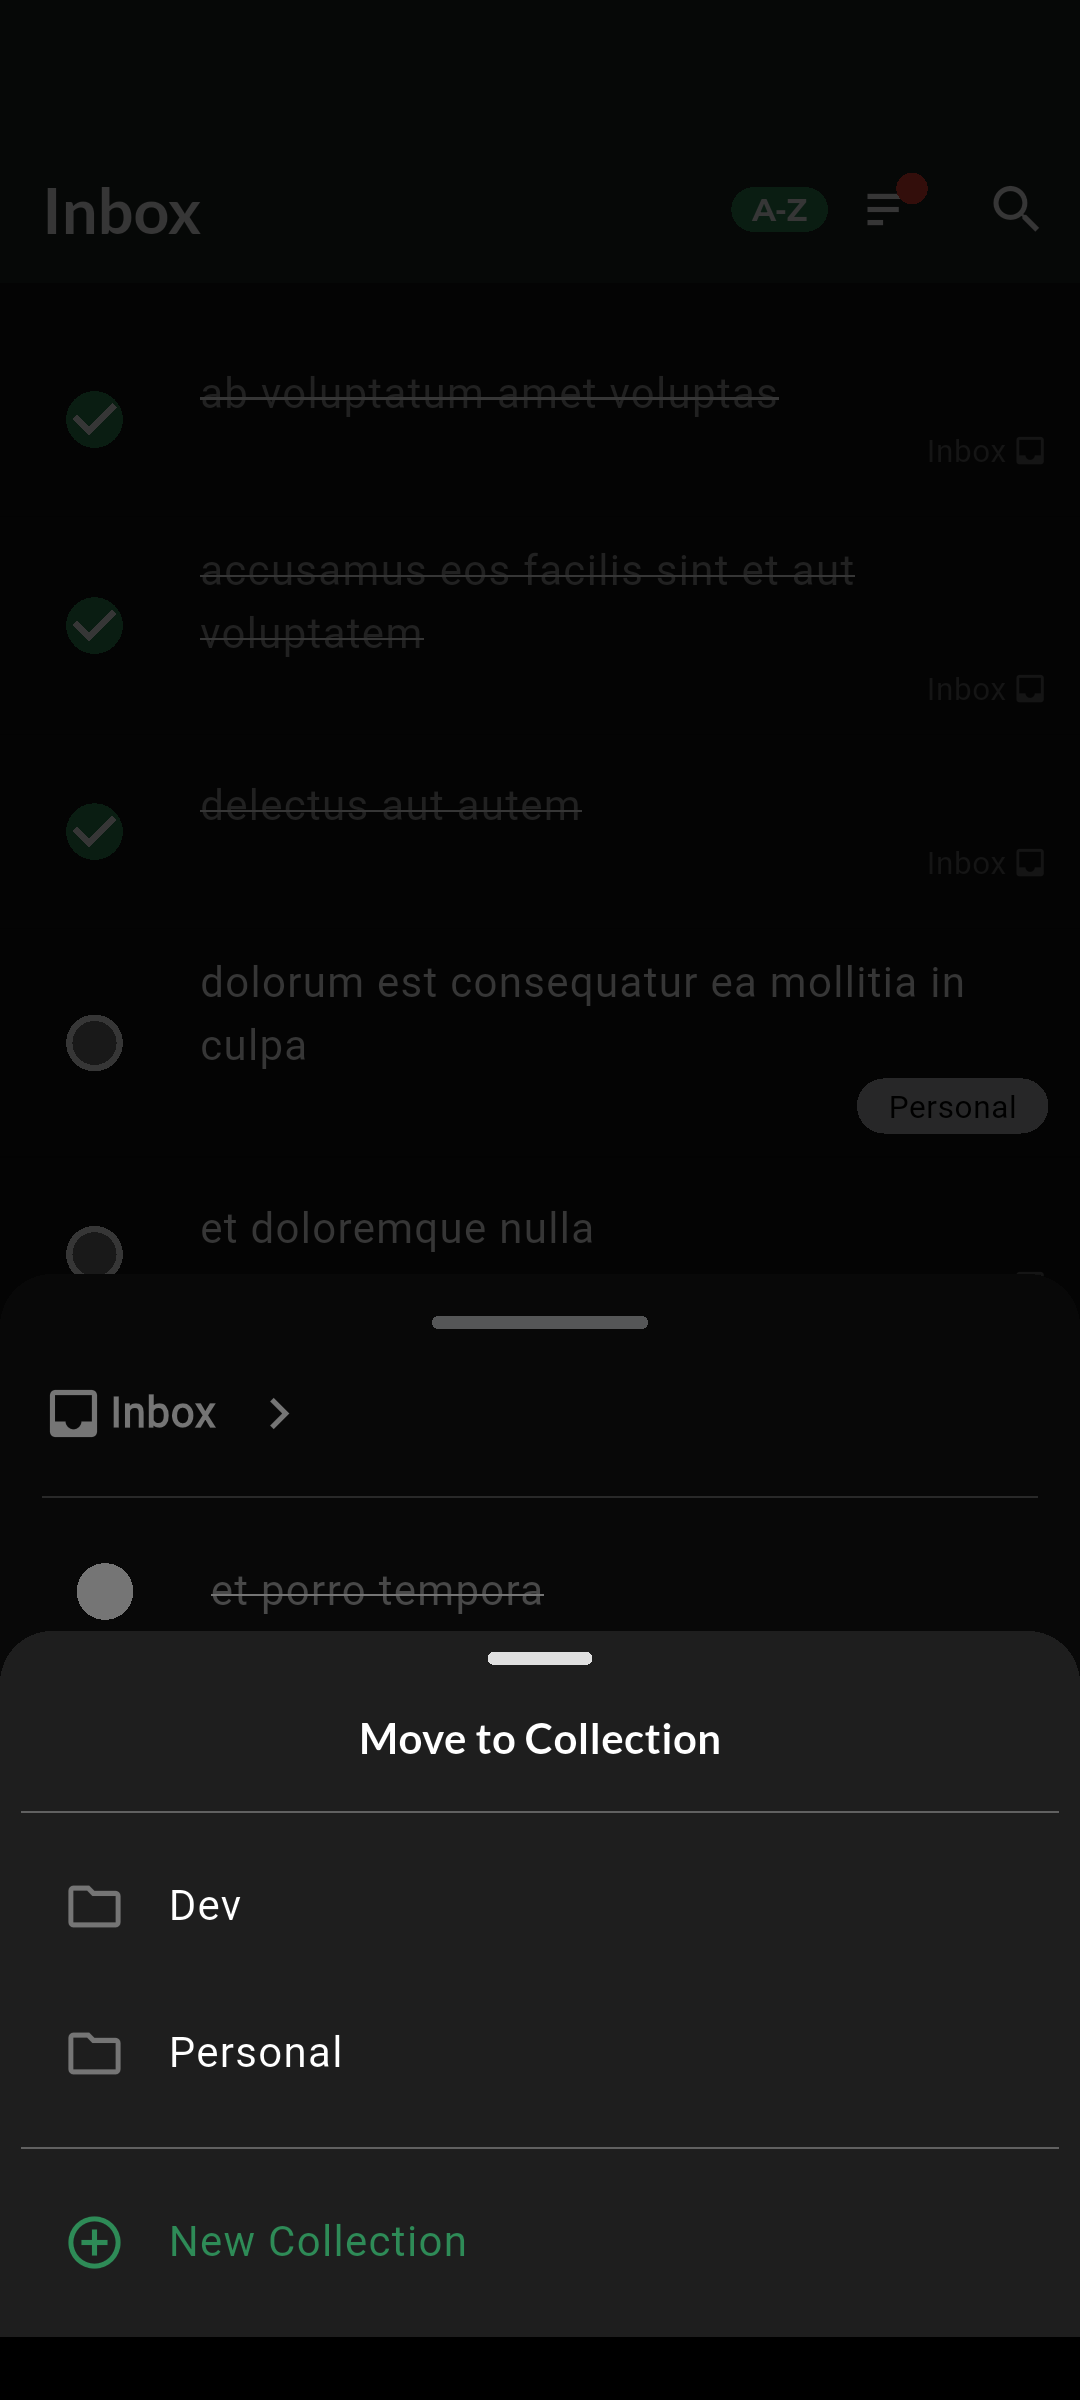 Inbox
A-Z
ab voluptatum amet voluptas
Inbox
accusamus eos facilis sint et aut
voluptatem
Inbox
delectus aut autem
Inbox
dolorum est consequatur ea mollitia in
culpa
Personal
et doloremque nulla
Inbox
et porro tempora
Move to Collection
Dev
Personal
New Collection